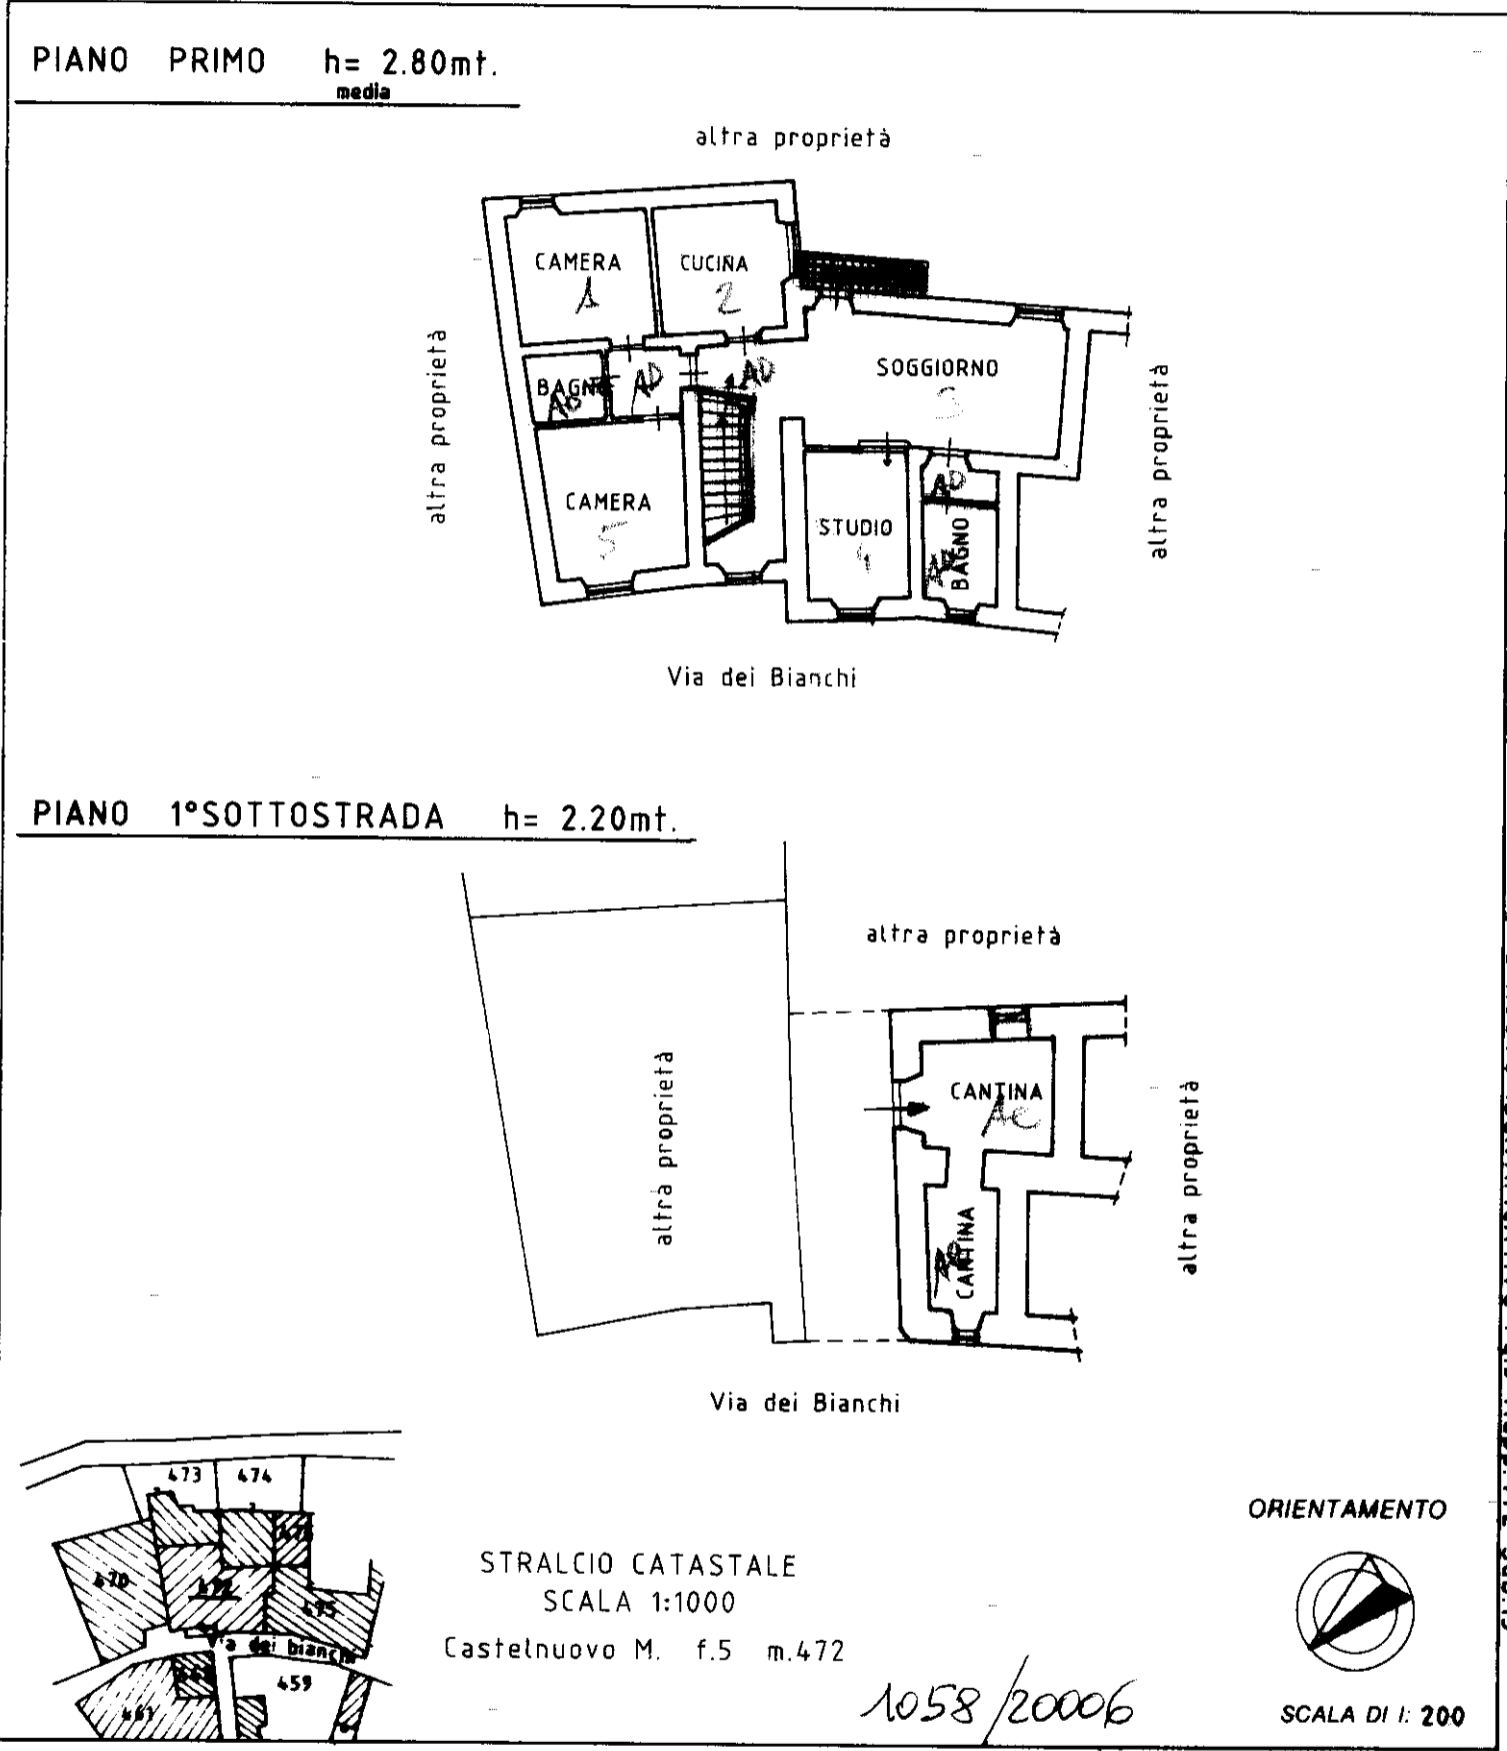 PIANO PRIMO h= 2.80mt.
media
altra proprietà
CAMERA
1
CUCINA
2
altra proprietà
SOGGIORNO
3
altra proprietà
BAGNO
AD
AD
AD
CAMERA
5
STUDIO
4
AD
BAGNO
Via dei Bianchi
PIANO 1°SOTTOSTRADA h= 2.20mt.
altra proprietà
altra proprietà
CANTINA
altra proprietà
CANTINA
Via dei Bianchi
473
474
470
472
475
Via dei bianchi
459
461
STRALCIO CATASTALE
SCALA 1:1000
Castelnuovo M. f.5 m.472
1058/20006
ORIENTAMENTO
SCALA DI 1: 200